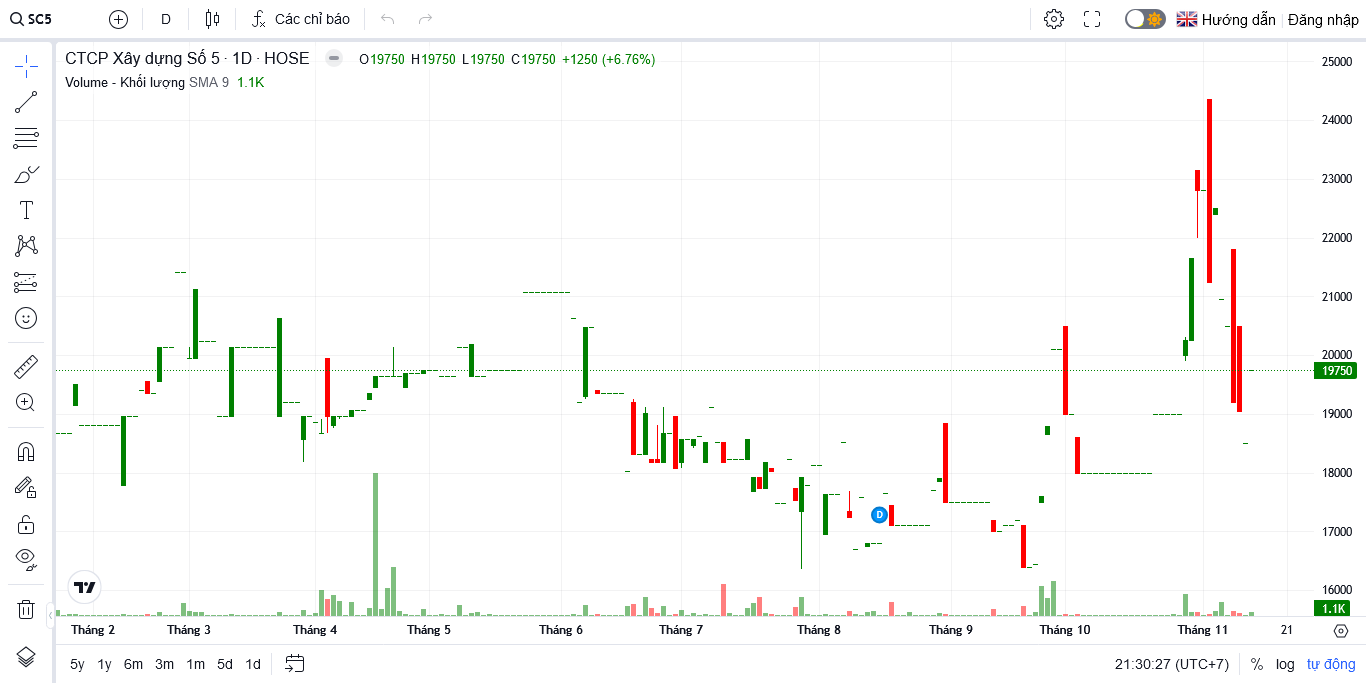 SC5 D Các chỉ báo Hướng dẫn Đăng nhập
CTCP Xây dựng Số 5 · 1D · HOSE O19750 H19750 L19750 C19750 +1250 (+6.76%)
Volume - Khối lượng SMA 9 1.1K
25000
24000
23000
22000
21000
20000
19750
19000
18000
17000
16000
1.1K
D
Tháng 2 Tháng 3 Tháng 4 Tháng 5 Tháng 6 Tháng 7 Tháng 8 Tháng 9 Tháng 10 Tháng 11 21
5y 1y 6m 3m 1m 5d 1d 21:30:27 (UTC+7) % log tự động